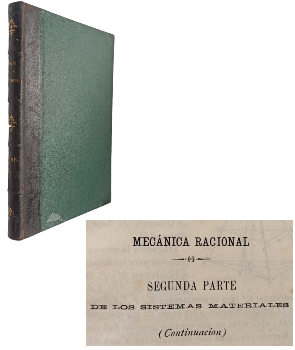 MECÁNICA RACIONAL
SEGUNDA PARTE
DE LOS SISTEMAS MATERIALES
(Continuacion)